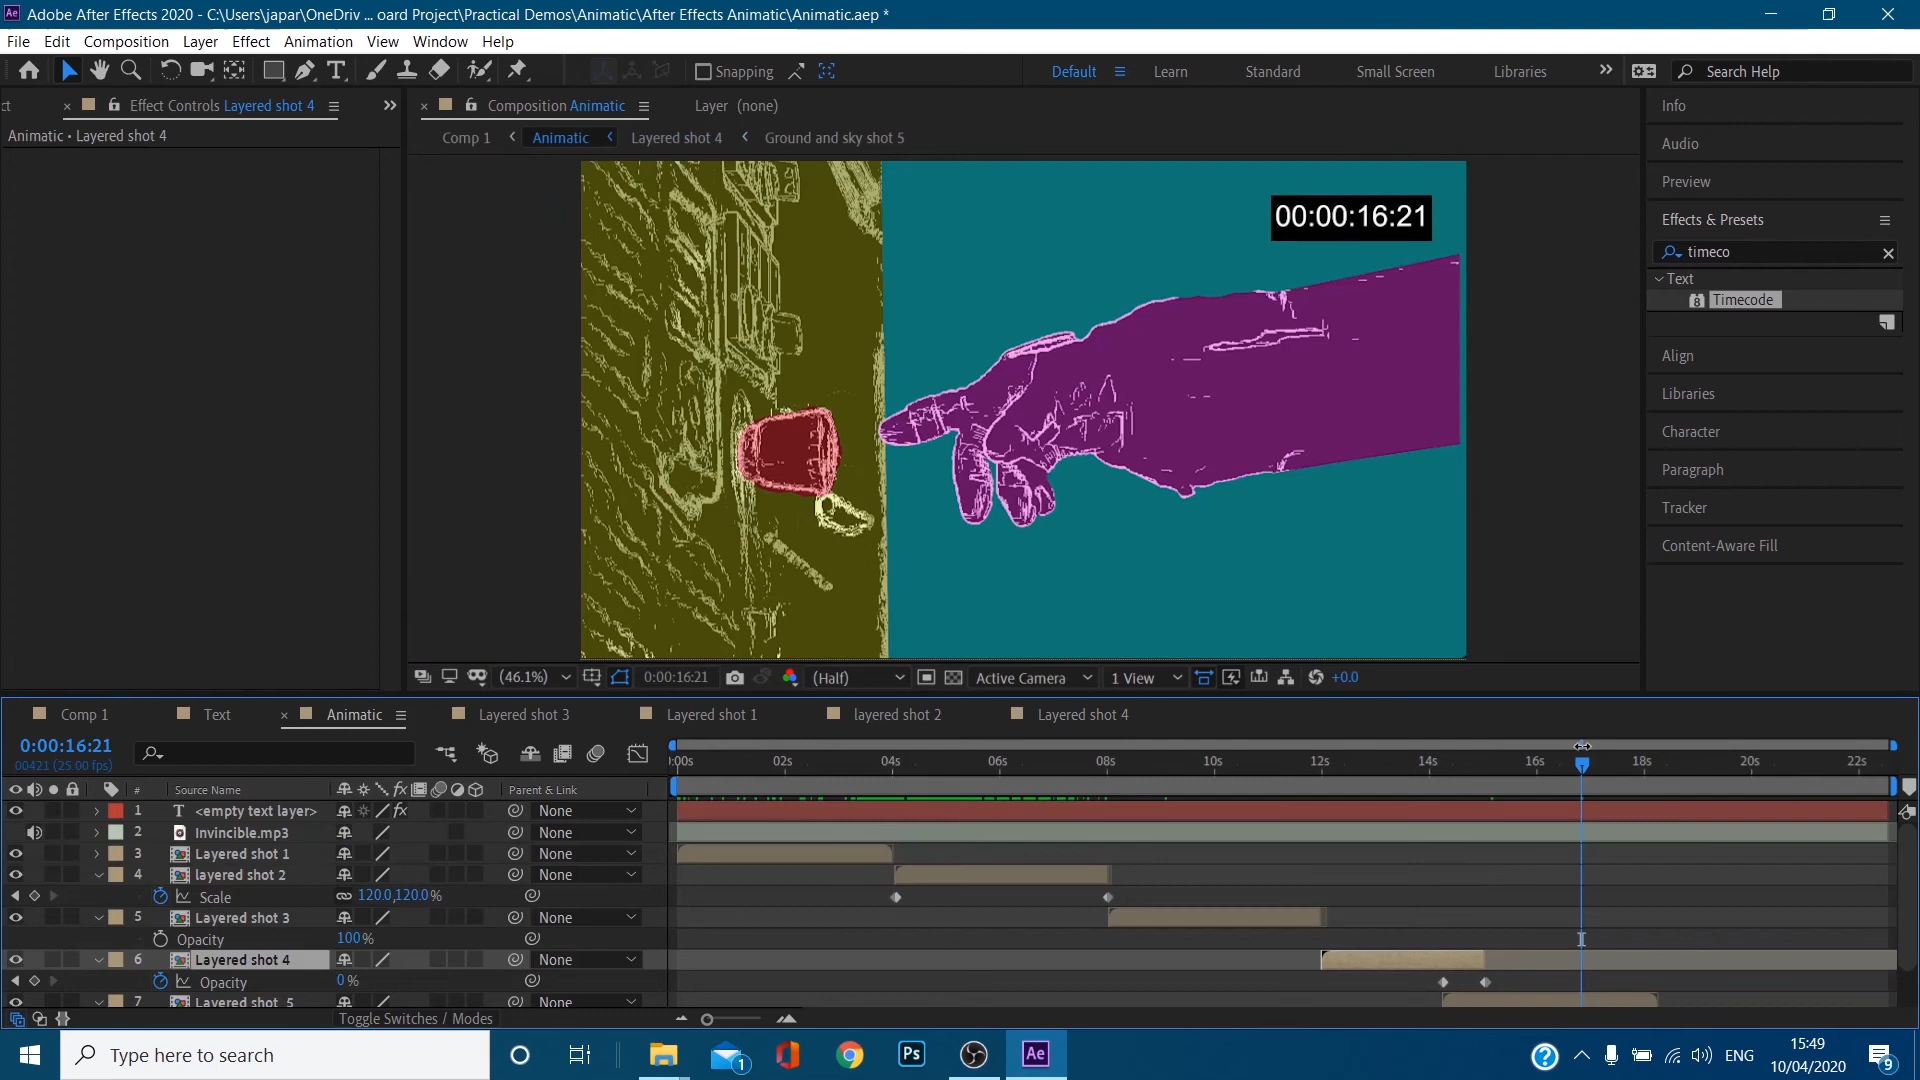 Adobe After Effects 2020 - C:\Users\japar\OneDriv ... oard Project\Practical Demos\Animatic\After Effects Animatic\Animatic.aep *
File Edit Composition Layer Effect Animation View Window Help
Snapping Default Learn Standard Small Screen Libraries Search Help
ct Effect Controls Layered shot 4
Animatic • Layered shot 4
Composition Animatic Layer (none)
Comp 1 Animatic Layered shot 4 Ground and sky shot 5
00:00:16:21
(46.1%) 0:00:16:21 (Half) Active Camera 1 View +0.0
Info
Audio
Preview
Effects & Presets
timeco
Text
8 Timecode
Align
Libraries
Character
Paragraph
Tracker
Content-Aware Fill
Comp 1 Text Animatic Layered shot 3 Layered shot 1 layered shot 2 Layered shot 4
0:00:16:21
00421 (25.00 fps)
:00s 02s 04s 06s 08s 10s 12s 14s 16s 18s 20s 22s
# Source Name fx Parent & Link
1 T <empty text layer> fx None
2 Invincible.mp3 None
3 Layered shot 1 None
4 layered shot 2 None
Scale 120.0,120.0%
5 Layered shot 3 None
Opacity 100%
6 Layered shot 4 None
Opacity 0%
7 Layered shot 5 None
Toggle Switches / Modes
Type here to search 1 Ps Ae ENG 15:49
10/04/2020 9